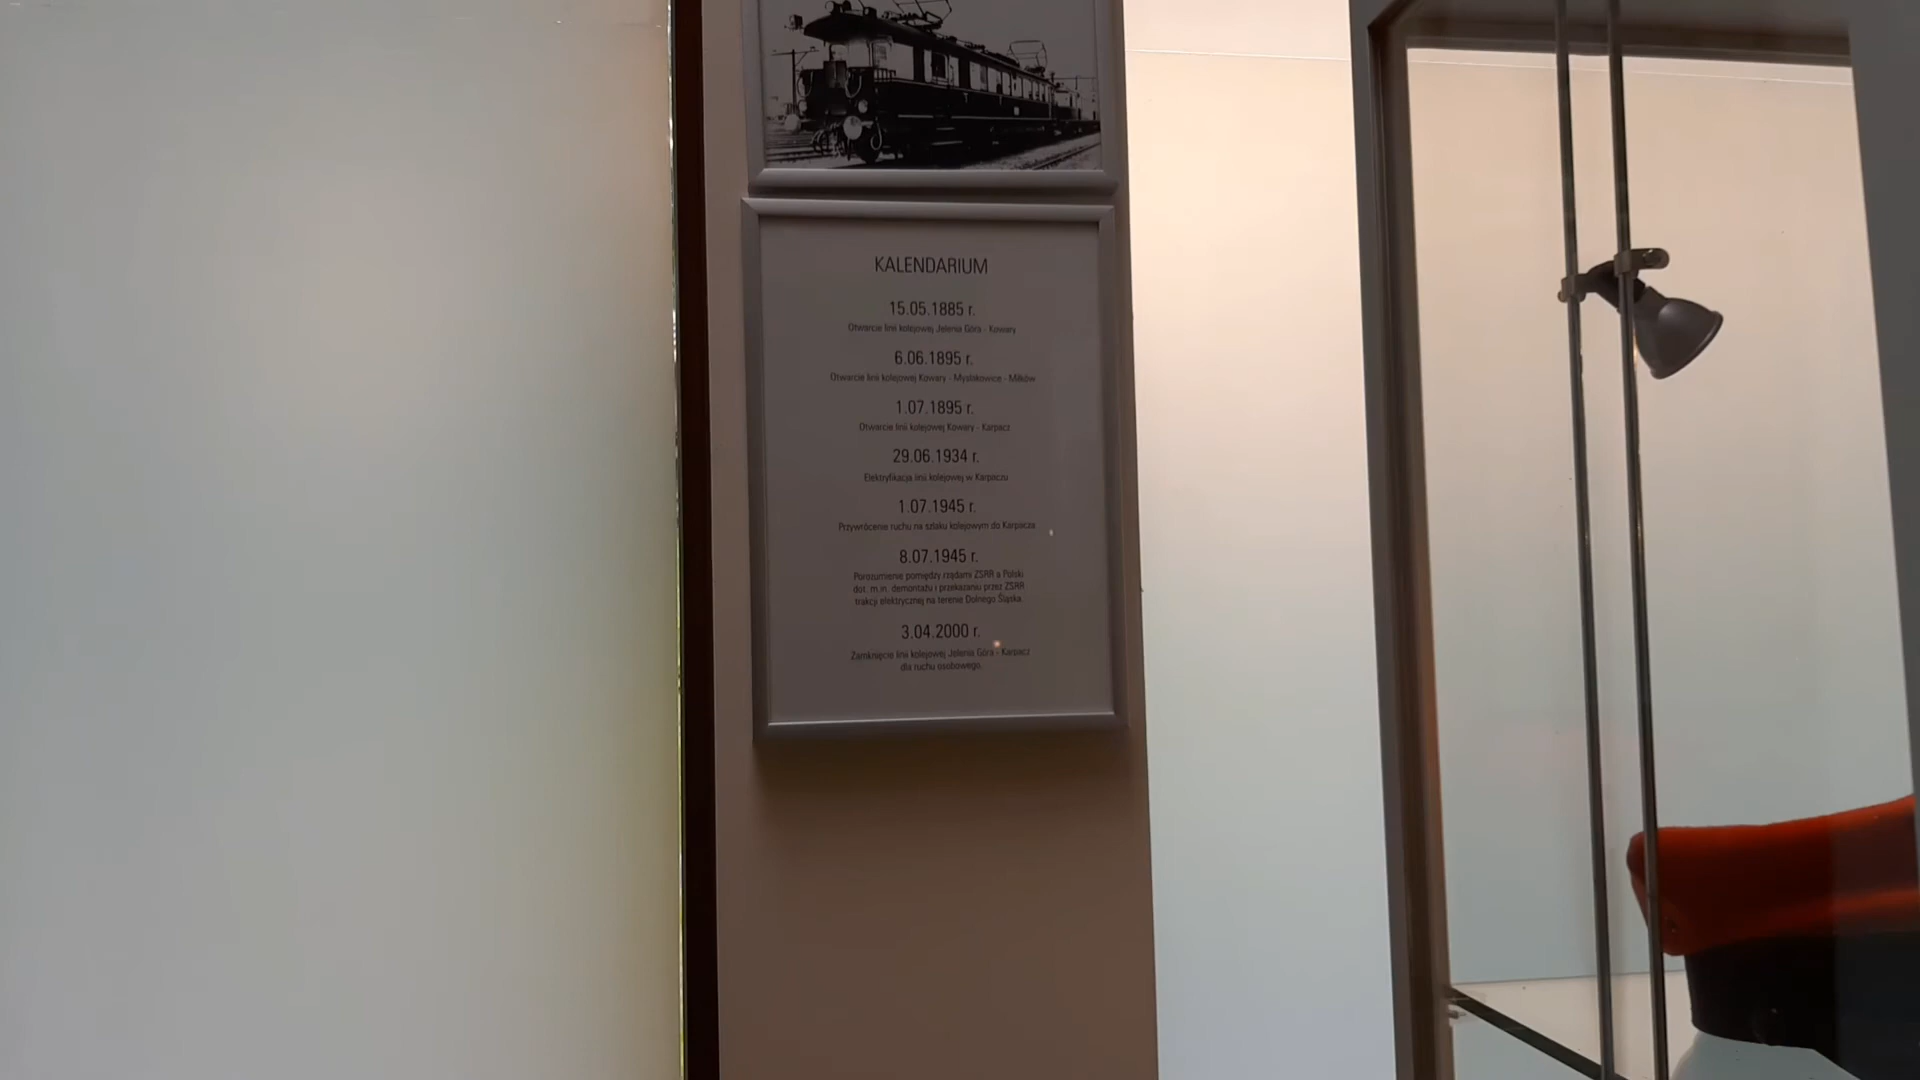 KALENDARIUM
15.05.1885 r.
Otwarcie linii kolejowej Jelenia Góra - Kowary
6.06.1895 r.
Otwarcie linii kolejowej Kowary - Mysłakowice - Miłków
1.07.1895 r.
Otwarcie linii kolejowej Kowary - Karpacz
29.06.1934 r.
Elektryfikacja linii kolejowej w Karpaczu
1.07.1945 r.
Przywrócenie ruchu na szlaku kolejowym do Karpacza
8.07.1945 r.
Porozumienie pomiędzy rządami ZSRR a Polski
dot. m.in. demontażu i przekazaniu przez ZSRR
trakcji elektrycznej na terenie Dolnego Śląska.
3.04.2000 r.
Zamknięcie linii kolejowej Jelenia Góra - Karpacz
dla ruchu osobowego.